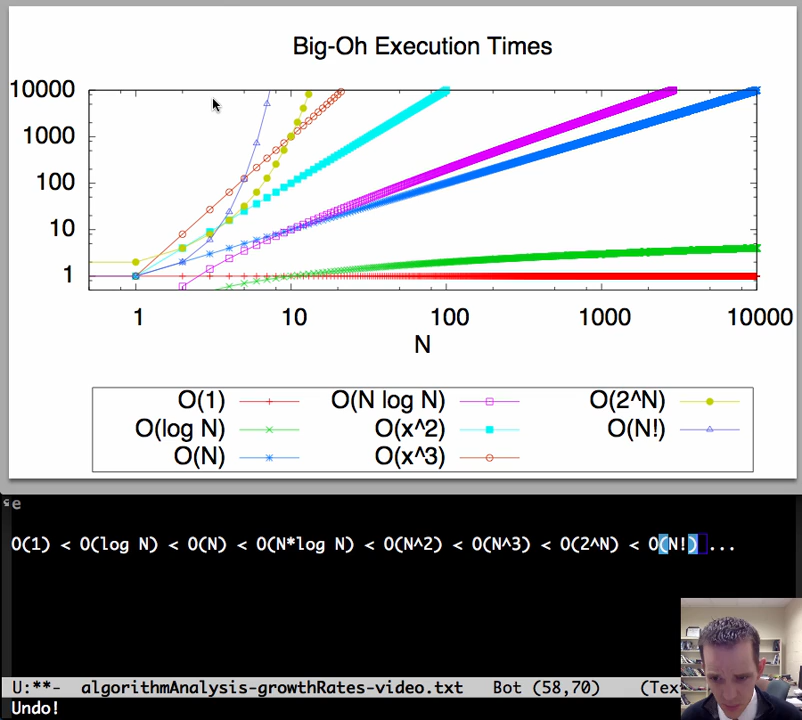 Big-Oh Execution Times
10000
1000
100
10
1
1 10 100 1000 10000
N
O(1) O(N log N) O(2^N)
O(log N) O(x^2) O(N!)
O(N) O(x^3)
O(1) < O(log N) < O(N) < O(N*log N) < O(N^2) < O(N^3) < O(2^N) < O(N!) ...
U:**- algorithmAnalysis-growthRates-video.txt Bot (58,70) (Tex
Undo!